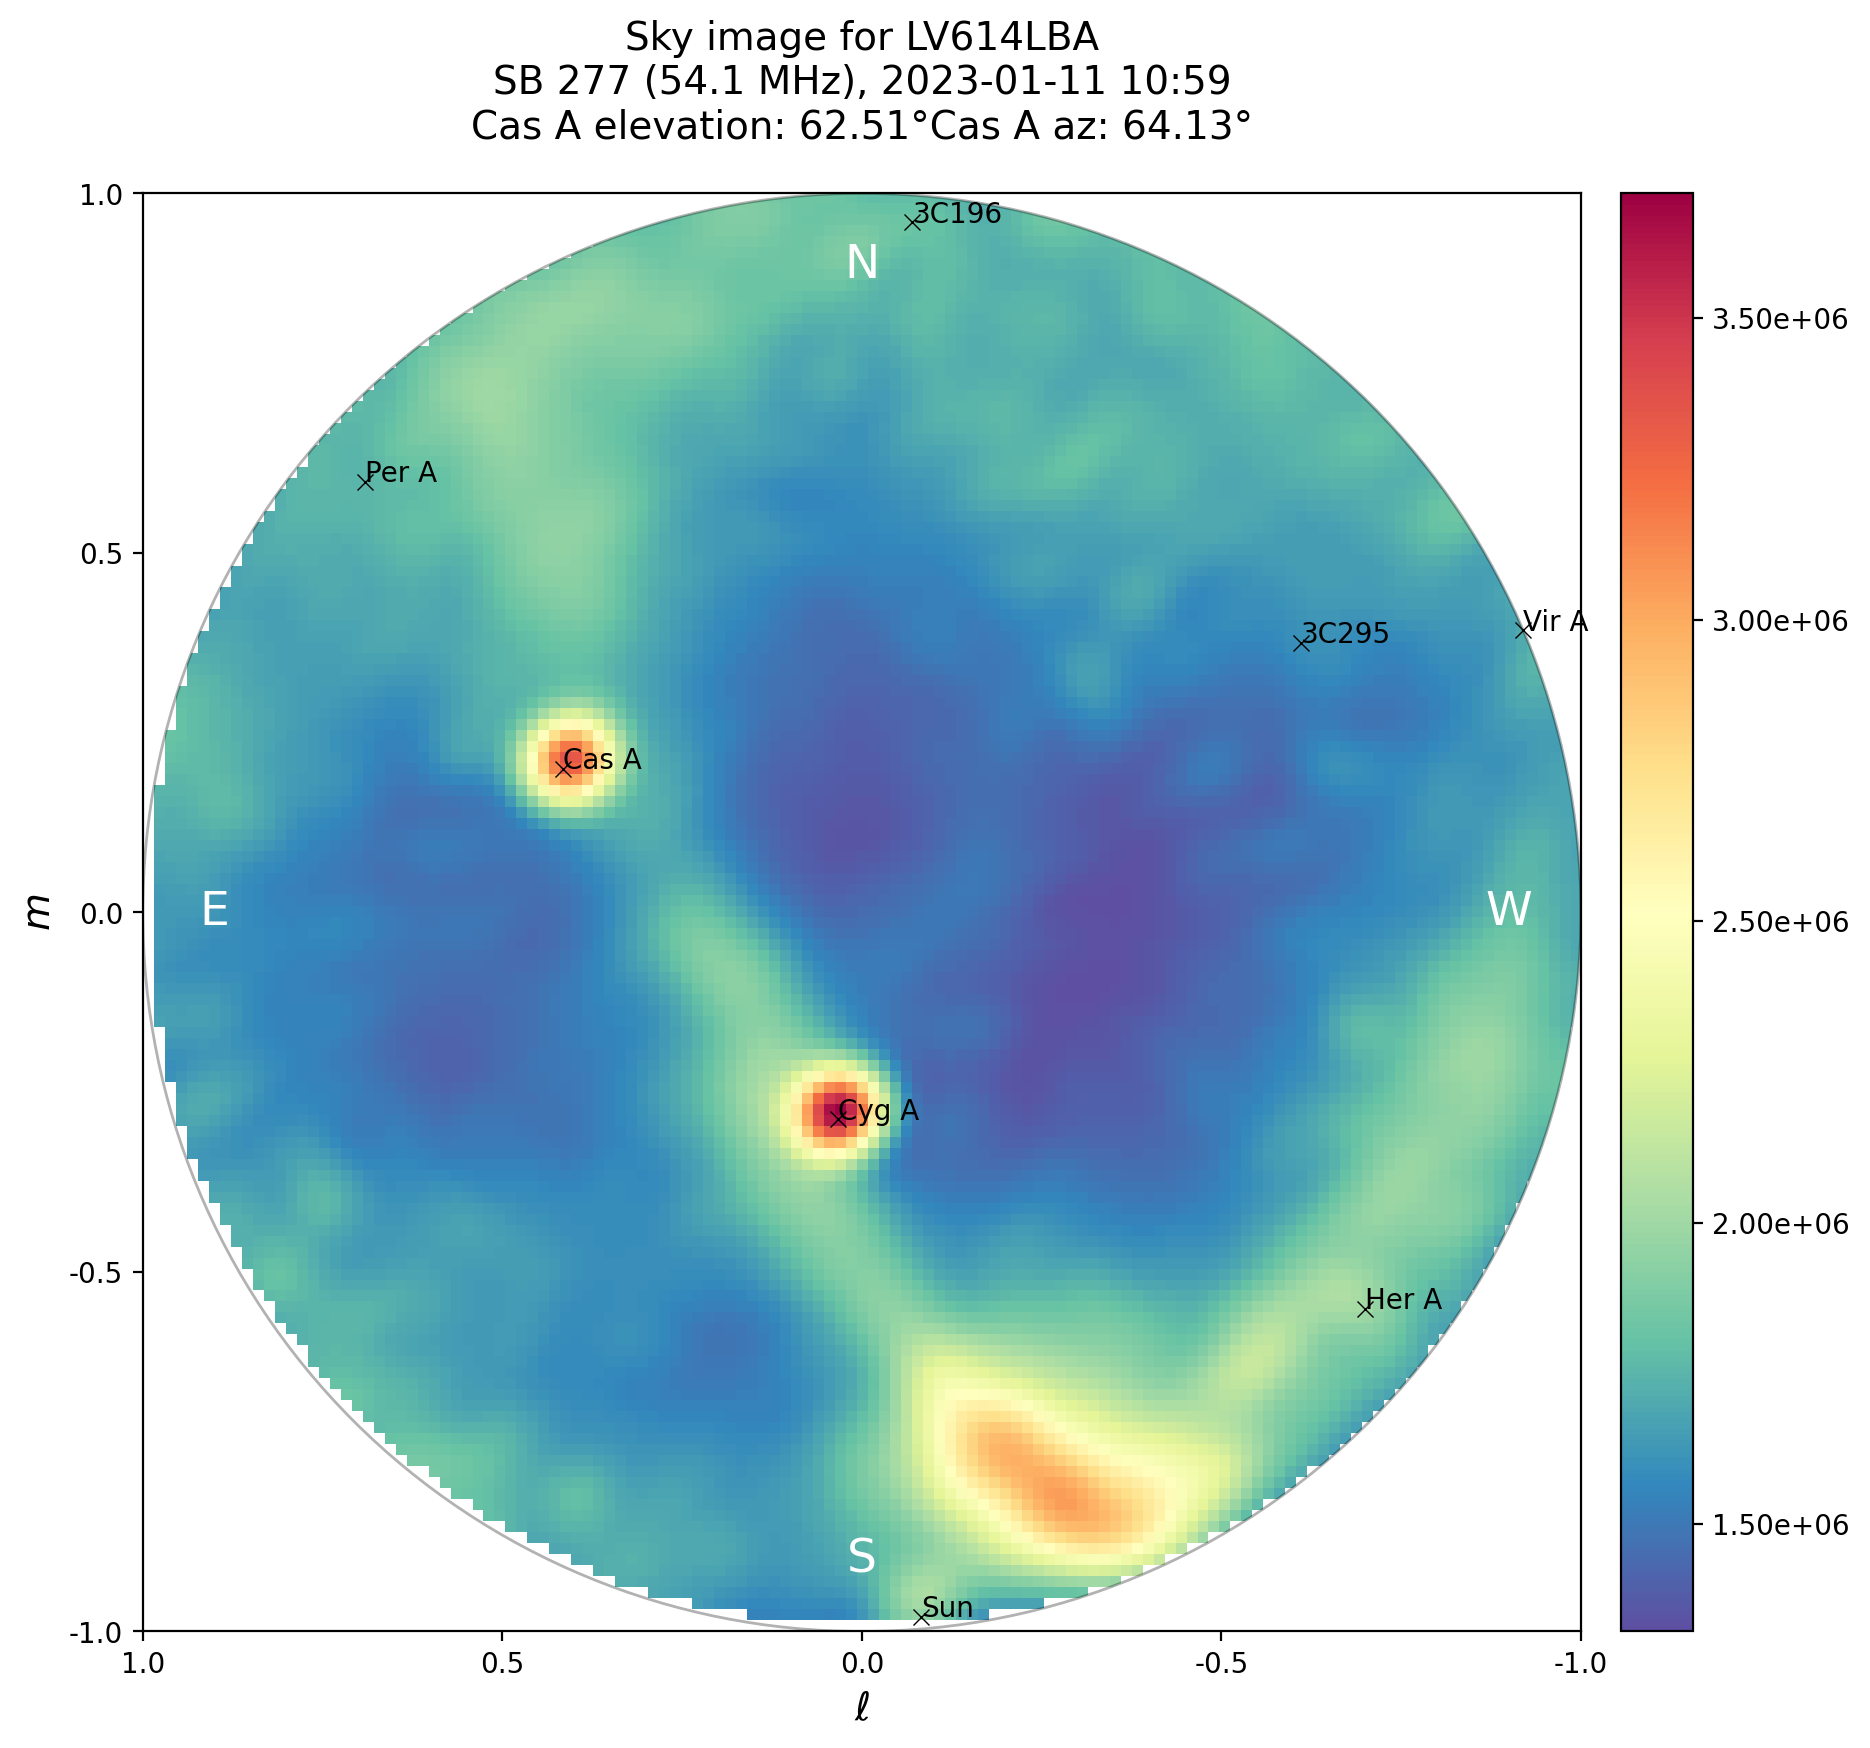 Sky image for LV614LBA
SB 277 (54.1 MHz), 2023-01-11 10:59
Cas A elevation: 62.51°Cas A az: 64.13°
1.0
0.5
0.0
-0.5
-1.0
m
3C196
N
Per A
3C295
Vir A
Cas A
E
W
Cyg A
Her A
S
Sun
1.0
0.5
0.0
-0.5
-1.0
ℓ
3.50e+06
3.00e+06
2.50e+06
2.00e+06
1.50e+06